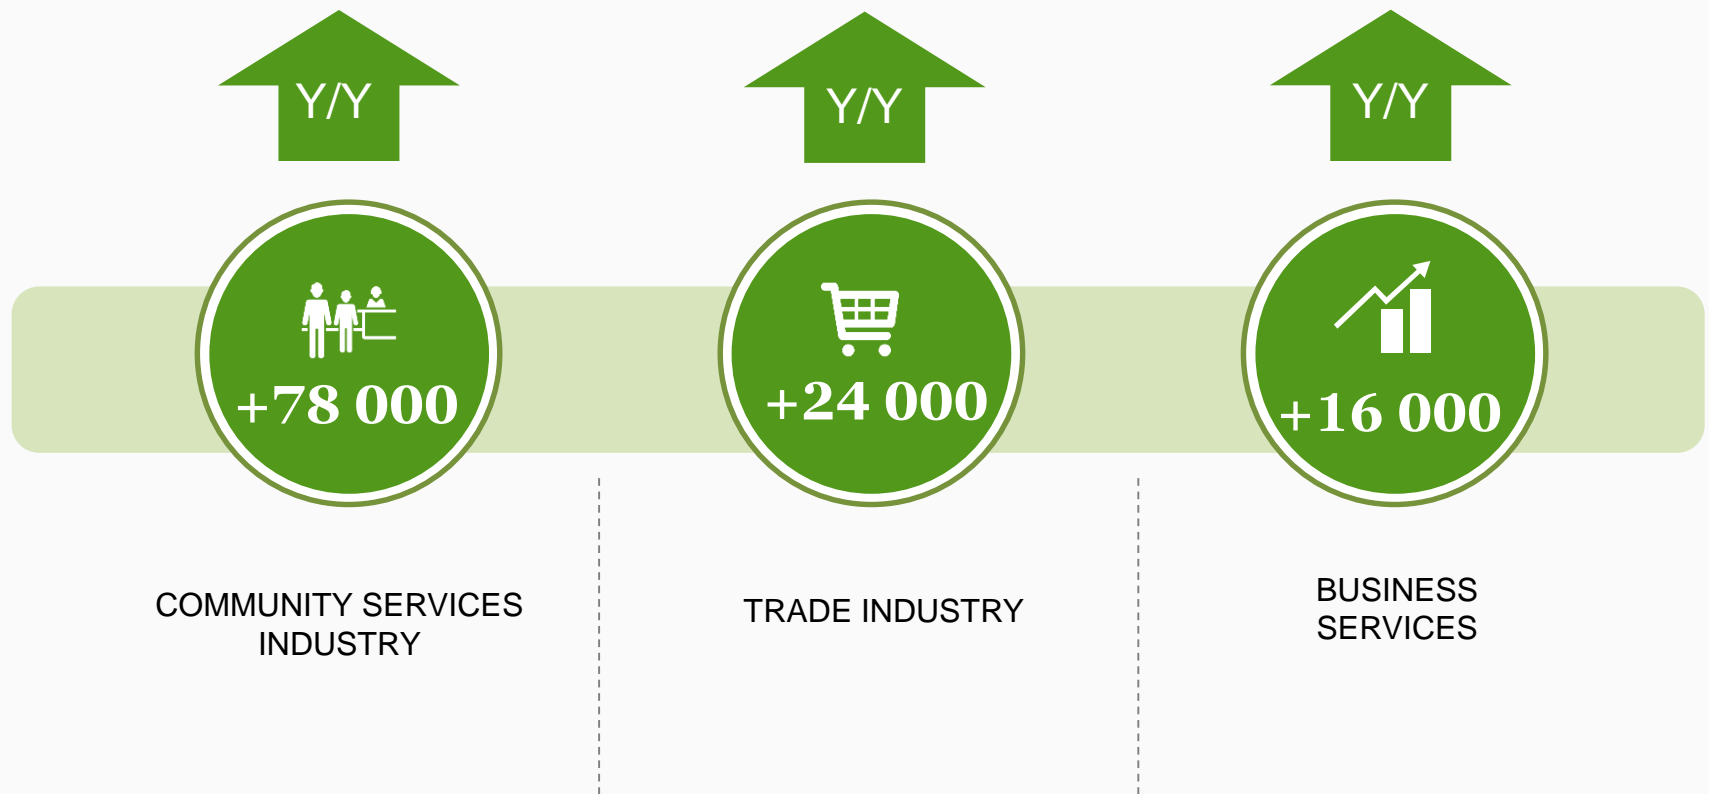 Y/Y
Y/Y
Y/Y
+78 000
+24 000
+16 000
COMMUNITY SERVICES
INDUSTRY
TRADE INDUSTRY
BUSINESS
SERVICES